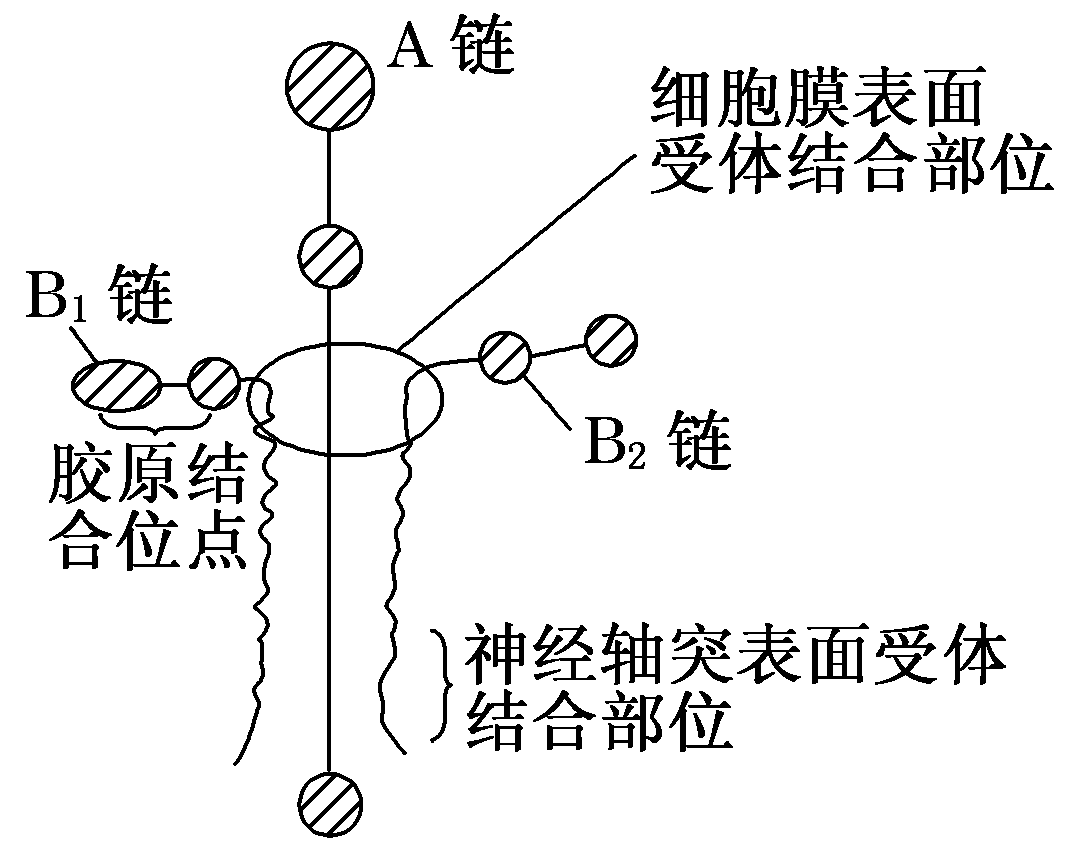 A 链
细胞膜表面
受体结合部位
B₁ 链
B₂ 链
胶原结
合位点
神经轴突表面受体
结合部位